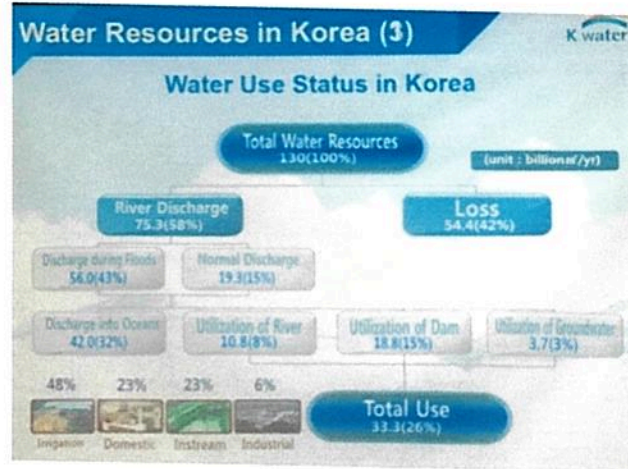 Water Resources in Korea (3)
K water
Water Use Status in Korea
Total Water Resources
130(100%)
(unit : billion㎥/yr)
River Discharge
75.3(58%)
Loss
54.4(42%)
Discharge during Floods
56.0(43%)
Normal Discharge
19.3(15%)
Discharge into Oceans
42.0(32%)
Utilization of River
10.8(8%)
Utilization of Dam
18.8(15%)
Utilization of Groundwater
3.7(3%)
48% 23% 23% 6%
Irrigation Domestic Instream Industrial
Total Use
33.3(26%)